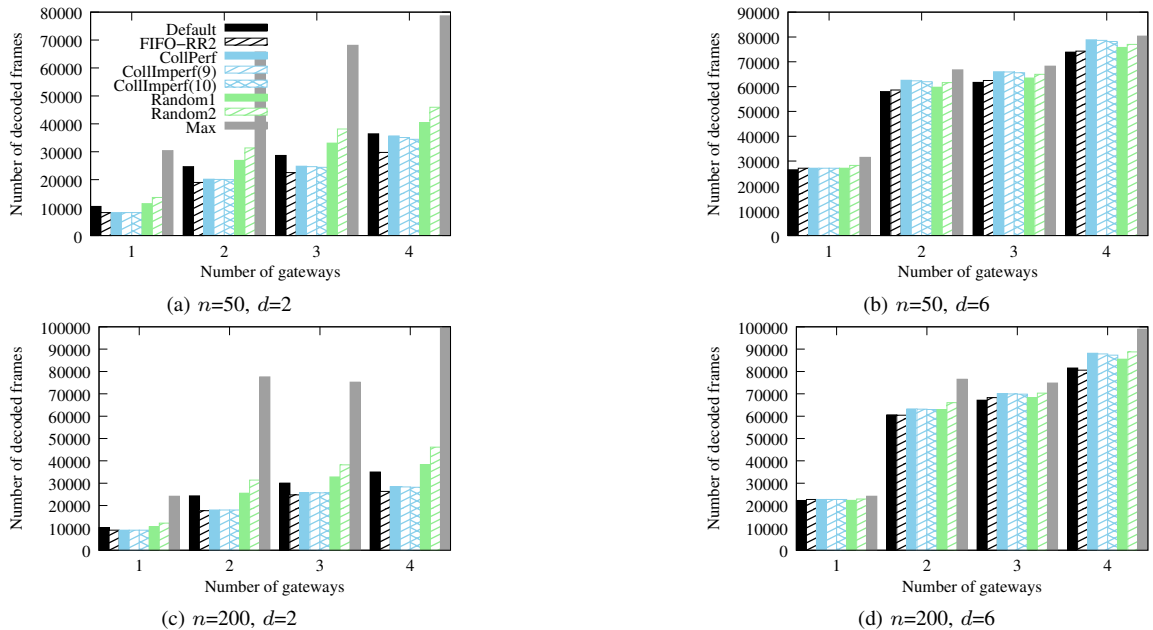 Number of decoded frames
80000
70000
60000
50000
40000
30000
20000
10000
0
Default
FIFO−RR2
CollPerf
CollImperf(9)
CollImperf(10)
Random1
Random2
Max
1 2 3 4
Number of gateways
(a) n=50, d=2
Number of decoded frames
90000
80000
70000
60000
50000
40000
30000
20000
10000
0
1 2 3 4
Number of gateways
(b) n=50, d=6
Number of decoded frames
100000
90000
80000
70000
60000
50000
40000
30000
20000
10000
0
1 2 3 4
Number of gateways
(c) n=200, d=2
Number of decoded frames
100000
90000
80000
70000
60000
50000
40000
30000
20000
10000
0
1 2 3 4
Number of gateways
(d) n=200, d=6